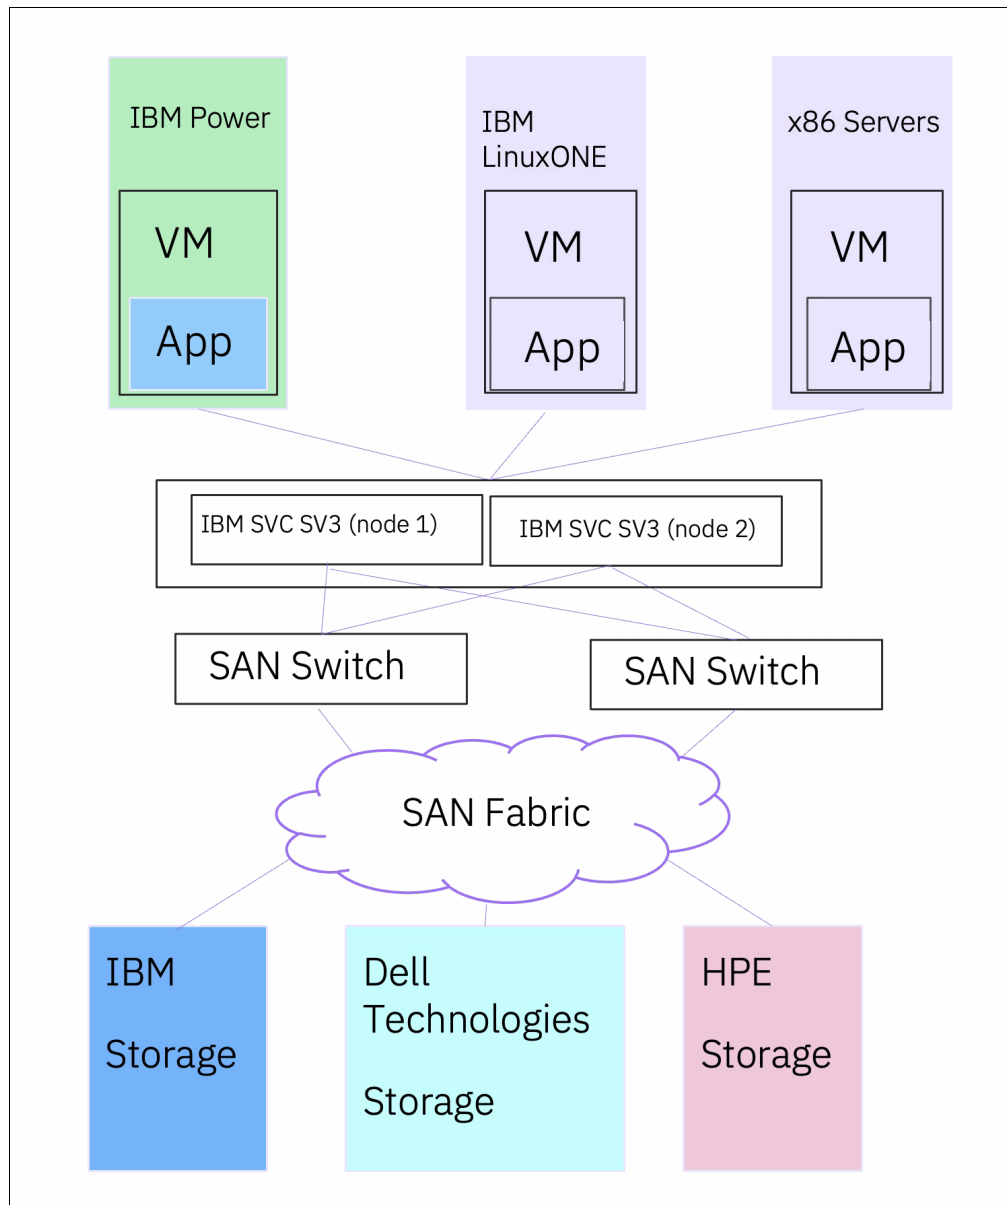 IBM Power
IBM
LinuxONE
x86 Servers
VM
VM
VM
App
App
App
IBM SVC SV3 (node 1)
IBM SVC SV3 (node 2)
SAN Switch
SAN Switch
SAN Fabric
IBM
Storage
Dell
Technologies
Storage
HPE
Storage